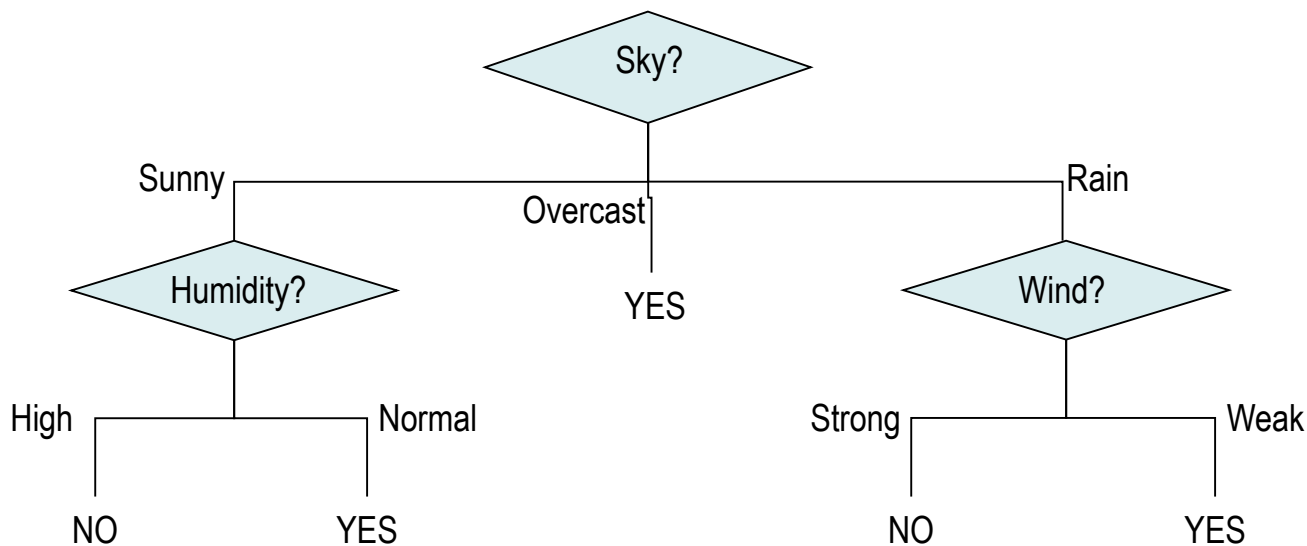 Sky?
Sunny
Overcast
Rain
Humidity?
YES
Wind?
High
Normal
Strong
Weak
NO
YES
NO
YES